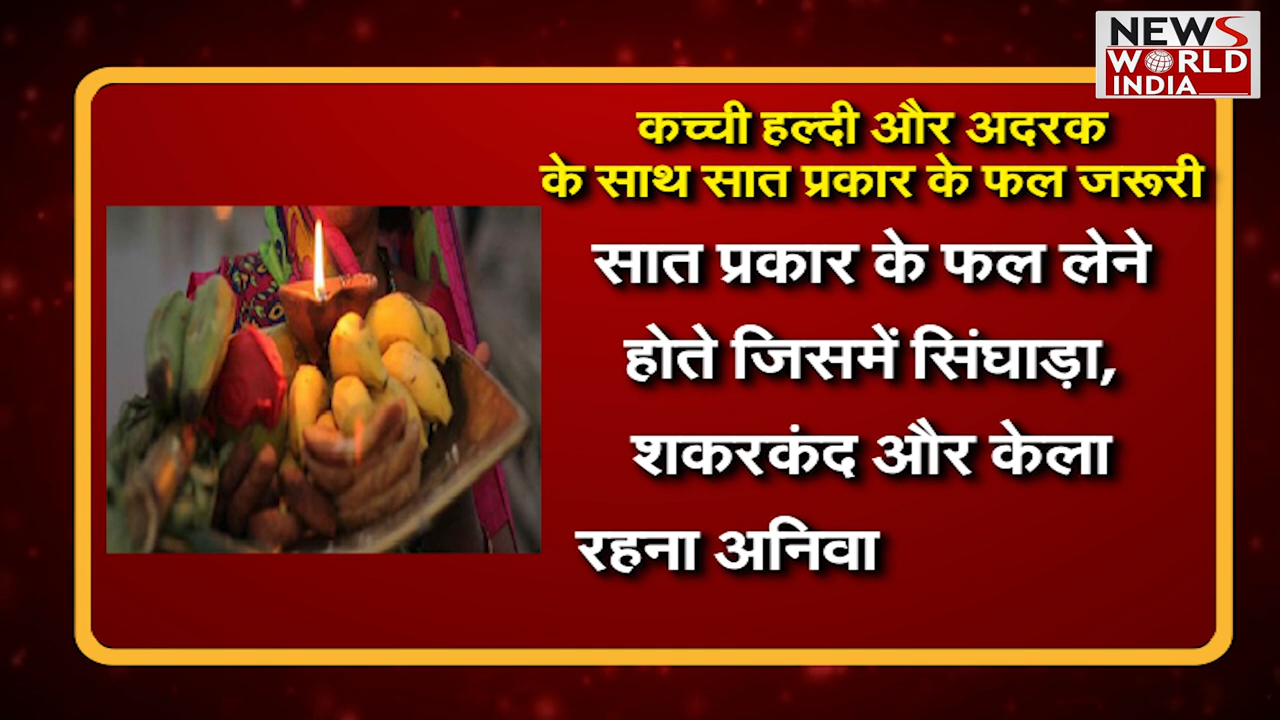 NEWS
WORLD
INDIA
कच्ची हल्दी और अदरक
के साथ सात प्रकार के फल जरूरी
सात प्रकार के फल लेने
होते जिसमें सिंघाड़ा,
शकरकंद और केला
रहना अनिवा